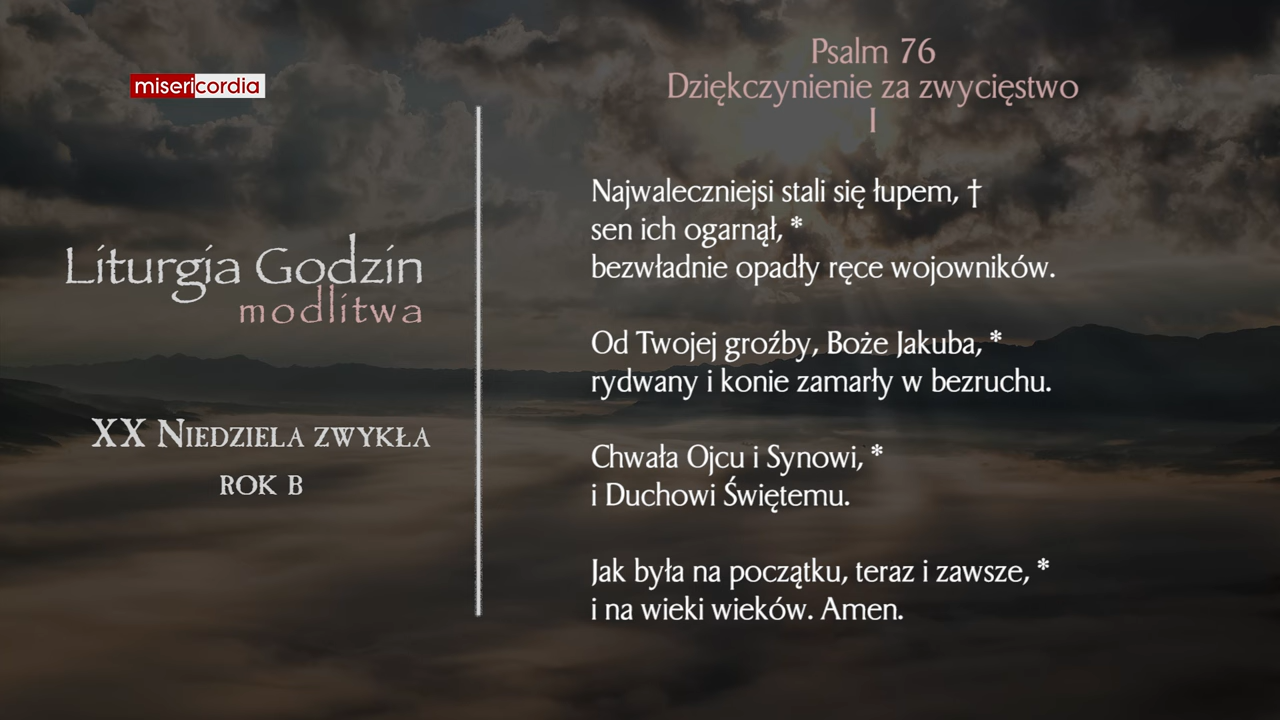 misericordia
Liturgia Godzin
modlitwa
XX Niedziela zwykła
rok B
Psalm 76
Dziękczynienie za zwycięstwo
I
Najwaleczniejsi stali się łupem, †
sen ich ogarnął, *
bezwładnie opadły ręce wojowników.
Od Twojej groźby, Boże Jakuba, *
rydwany i konie zamarły w bezruchu.
Chwała Ojcu i Synowi, *
i Duchowi Świętemu.
Jak była na początku, teraz i zawsze, *
i na wieki wieków. Amen.